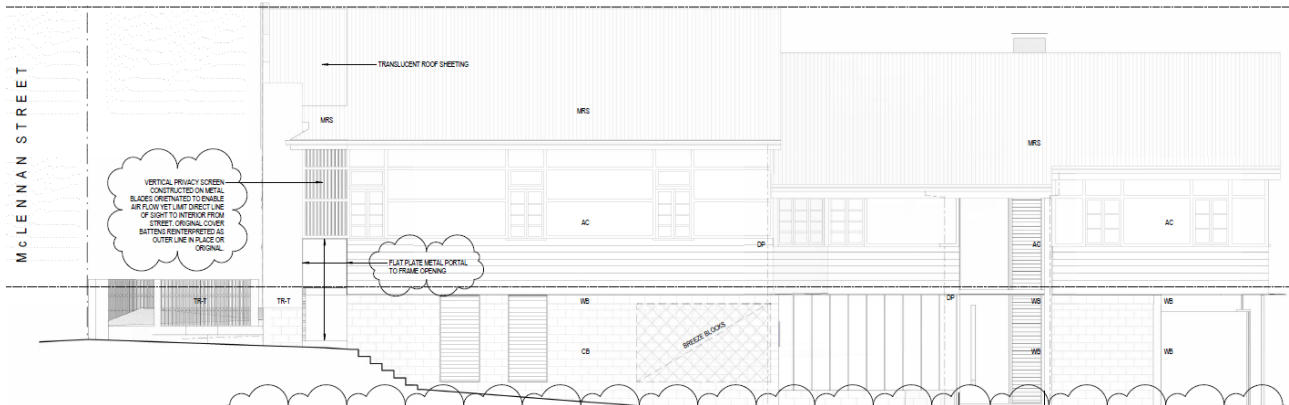 McLENNAN STREET
TRANSLUCENT ROOF SHEETING
MRS
MRS
MRS
VERTICAL PRIVACY SCREEN
CONSTRUCTED ON METAL
BLADES ORIETNATED TO ENABLE
AIR FLOW YET LIMIT DIRECT LINE
OF SIGHT TO INTERIOR FROM
STREET. ORIGINAL COVER
BATTENS REINTERPRETED AS
OUTER LINE IN PLACE OR
ORIGINAL.
AC
AC
DP
AC
FLAT PLATE METAL PORTAL
TO FRAME OPENING
TR-T
TR-T
WB
DP
WB
WB
BREEZE BLOCKS
CB
WB
WB